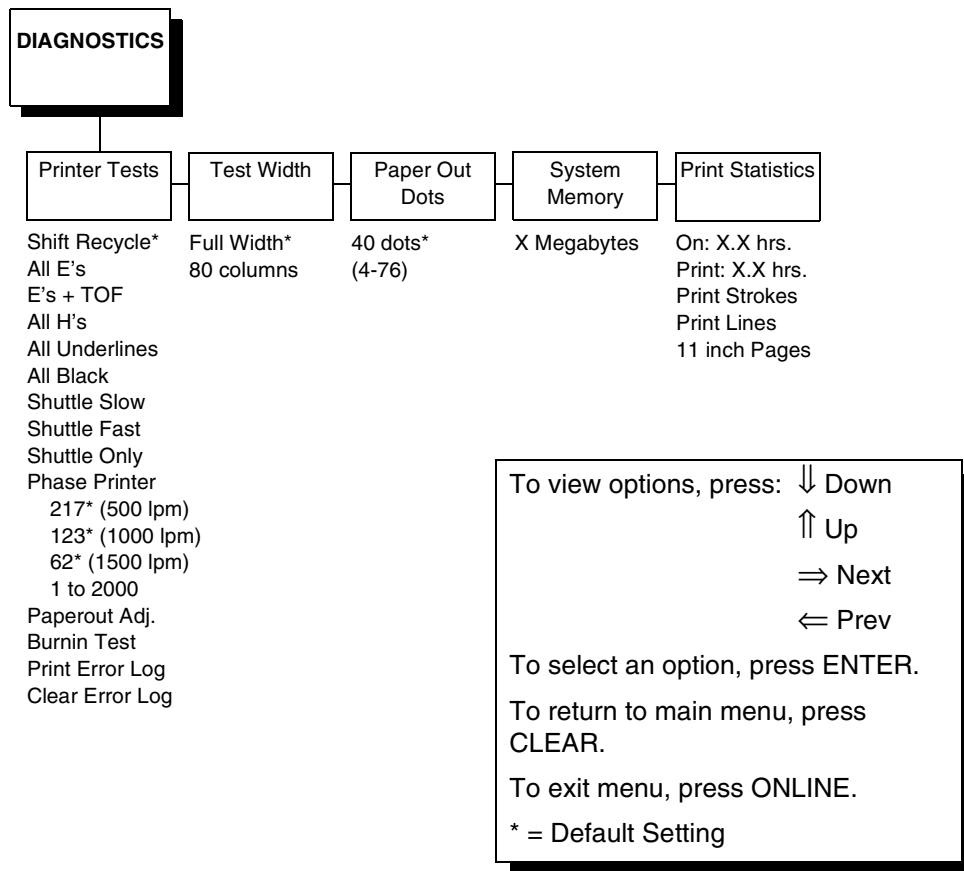 DIAGNOSTICS
Printer Tests
Shift Recycle*
All E's
E's + TOF
All H's
All Underlines
All Black
Shuttle Slow
Shuttle Fast
Shuttle Only
Phase Printer
217* (500 lpm)
123* (1000 lpm)
62* (1500 lpm)
1 to 2000
Paperout Adj.
Burnin Test
Print Error Log
Clear Error Log
Test Width
Full Width*
80 columns
Paper Out
Dots
40 dots*
(4-76)
System
Memory
X Megabytes
Print Statistics
On: X.X hrs.
Print: X.X hrs.
Print Strokes
Print Lines
11 inch Pages
To view options, press: ⇓ Down
⇑ Up
⇒ Next
⇐ Prev
To select an option, press ENTER.
To return to main menu, press
CLEAR.
To exit menu, press ONLINE.
* = Default Setting